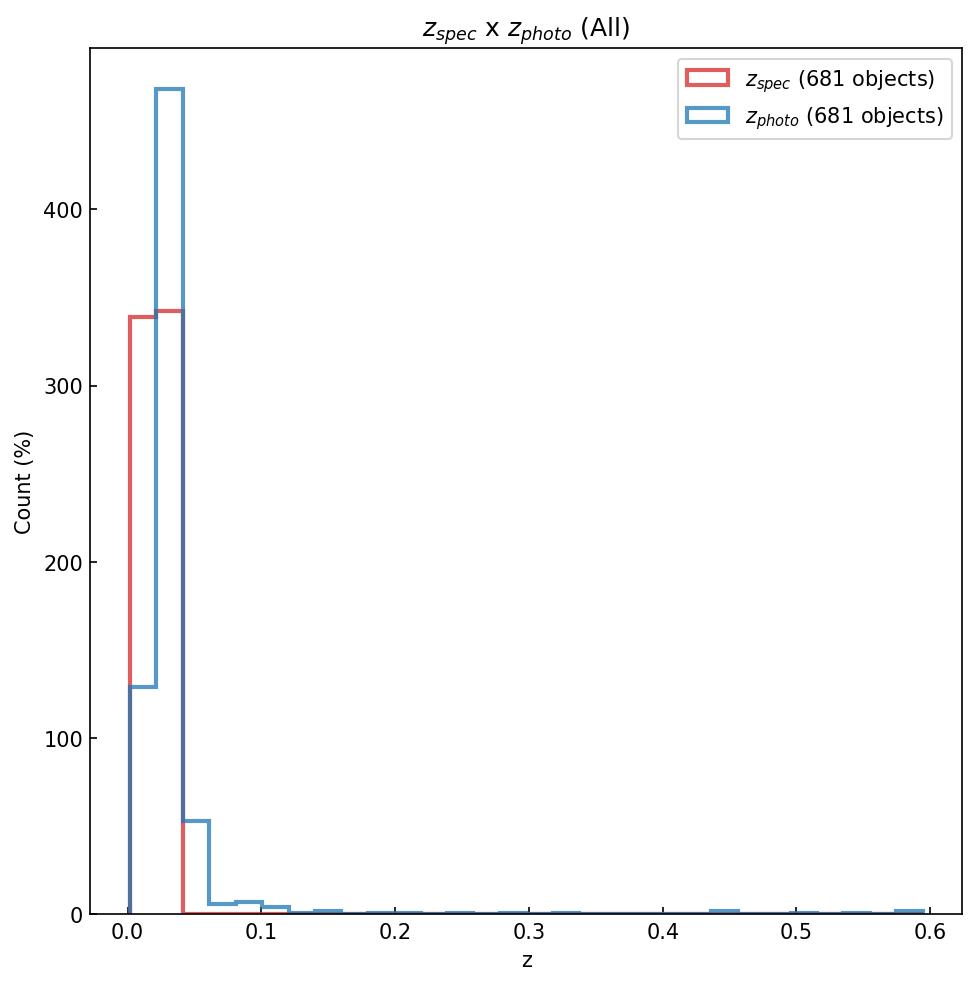 z_spec x z_photo (All)
z_spec (681 objects)
z_photo (681 objects)
Count (%)
400
300
200
100
0
0.0 0.1 0.2 0.3 0.4 0.5 0.6
z